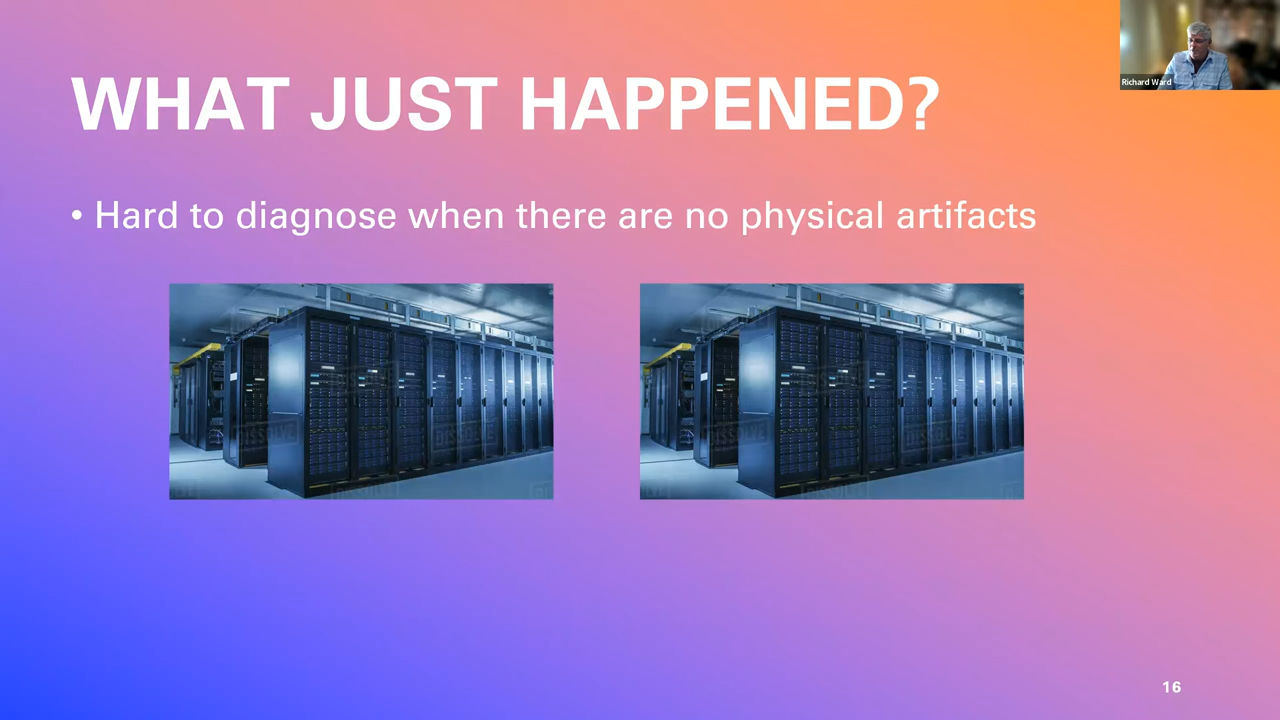 Richard Ward
WHAT JUST HAPPENED?
• Hard to diagnose when there are no physical artifacts
16